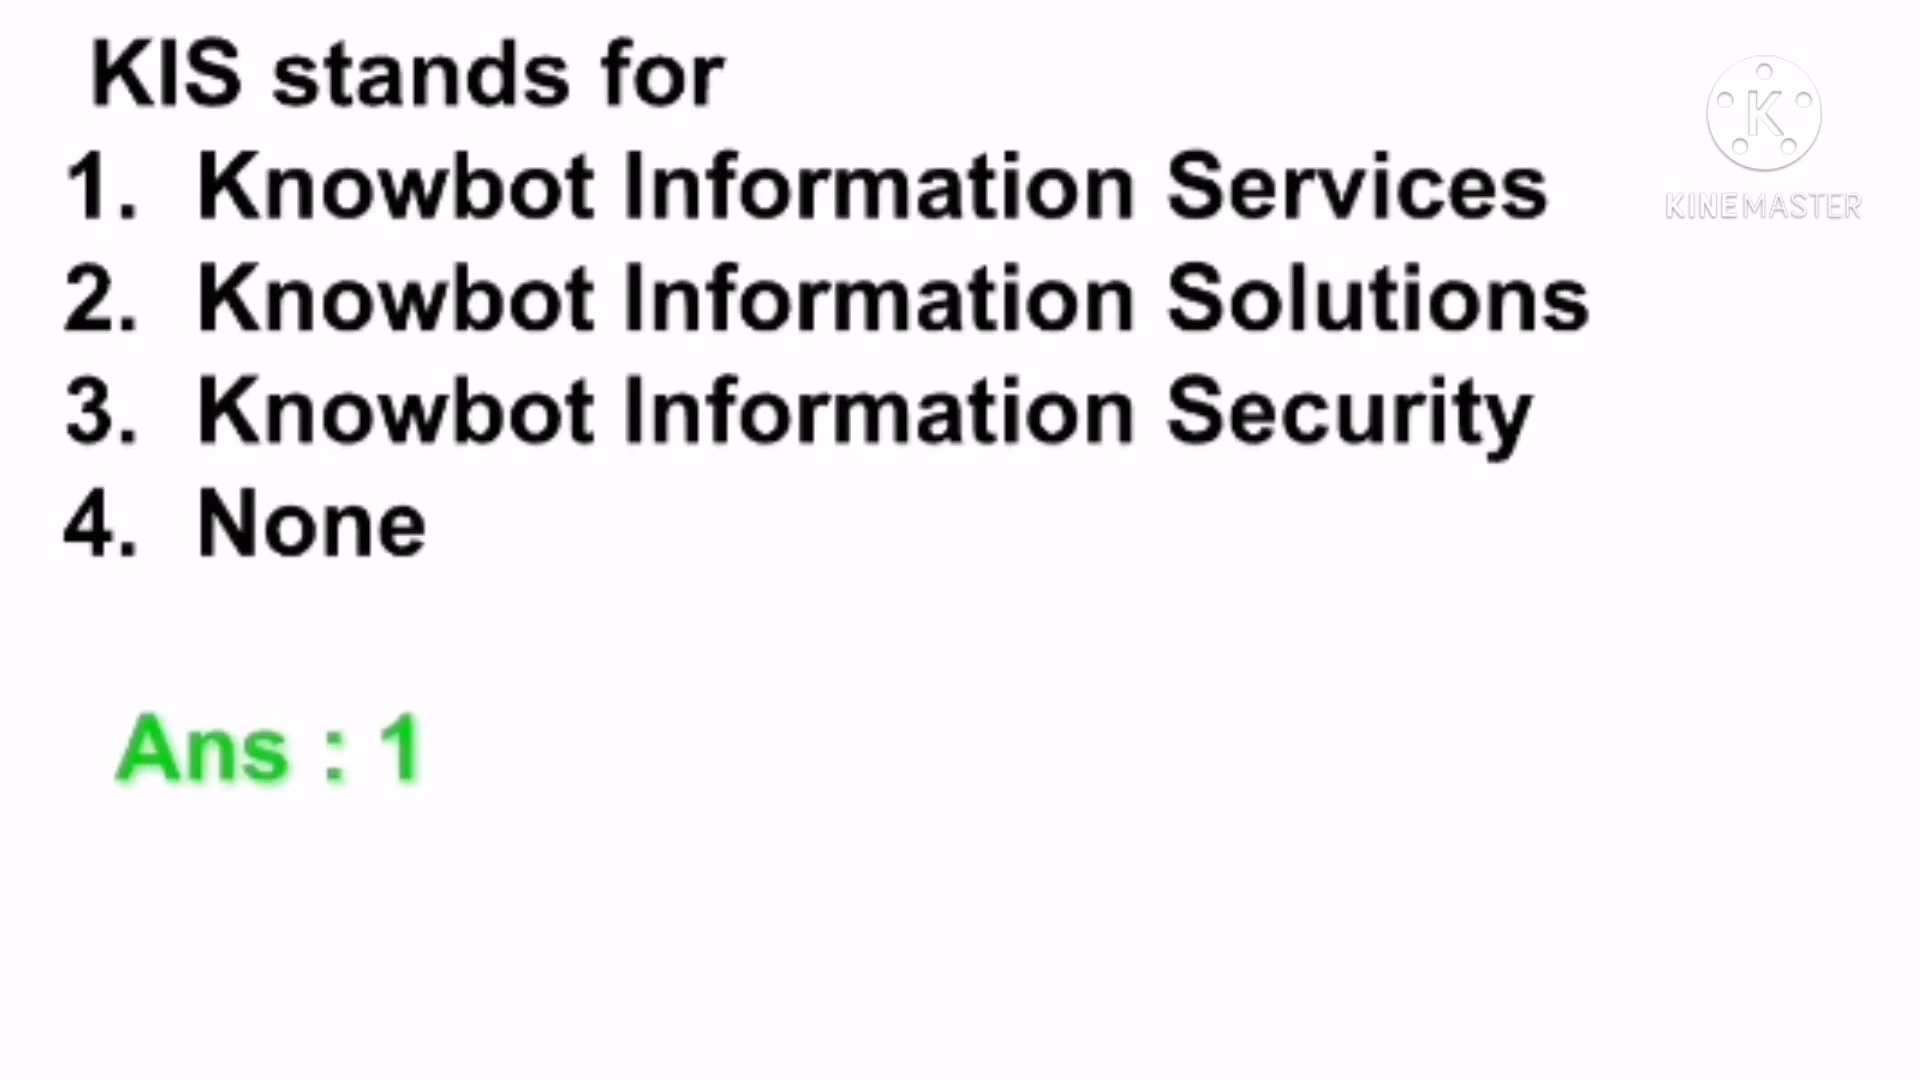 KIS stands for
1. Knowbot Information Services
2. Knowbot Information Solutions
3. Knowbot Information Security
4. None
Ans : 1
K
KINEMASTER